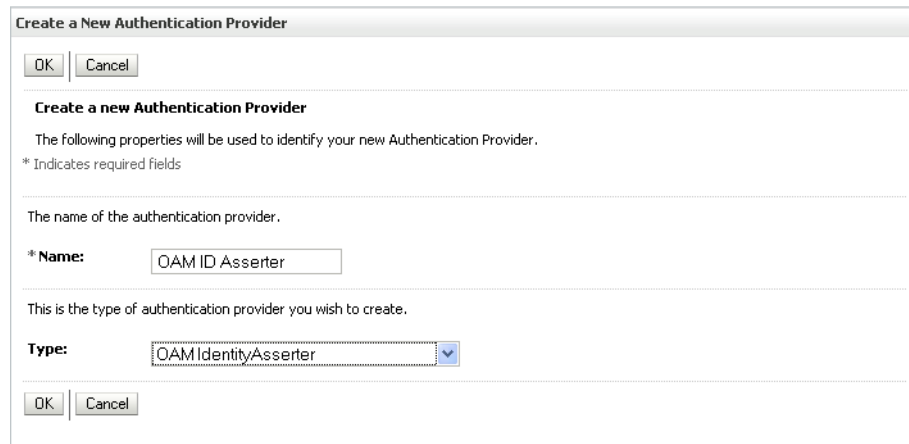 Create a New Authentication Provider
OK Cancel
Create a new Authentication Provider
The following properties will be used to identify your new Authentication Provider.
* Indicates required fields
The name of the authentication provider.
* Name: OAM ID Asserter
This is the type of authentication provider you wish to create.
Type: OAMIdentityAsserter
OK Cancel